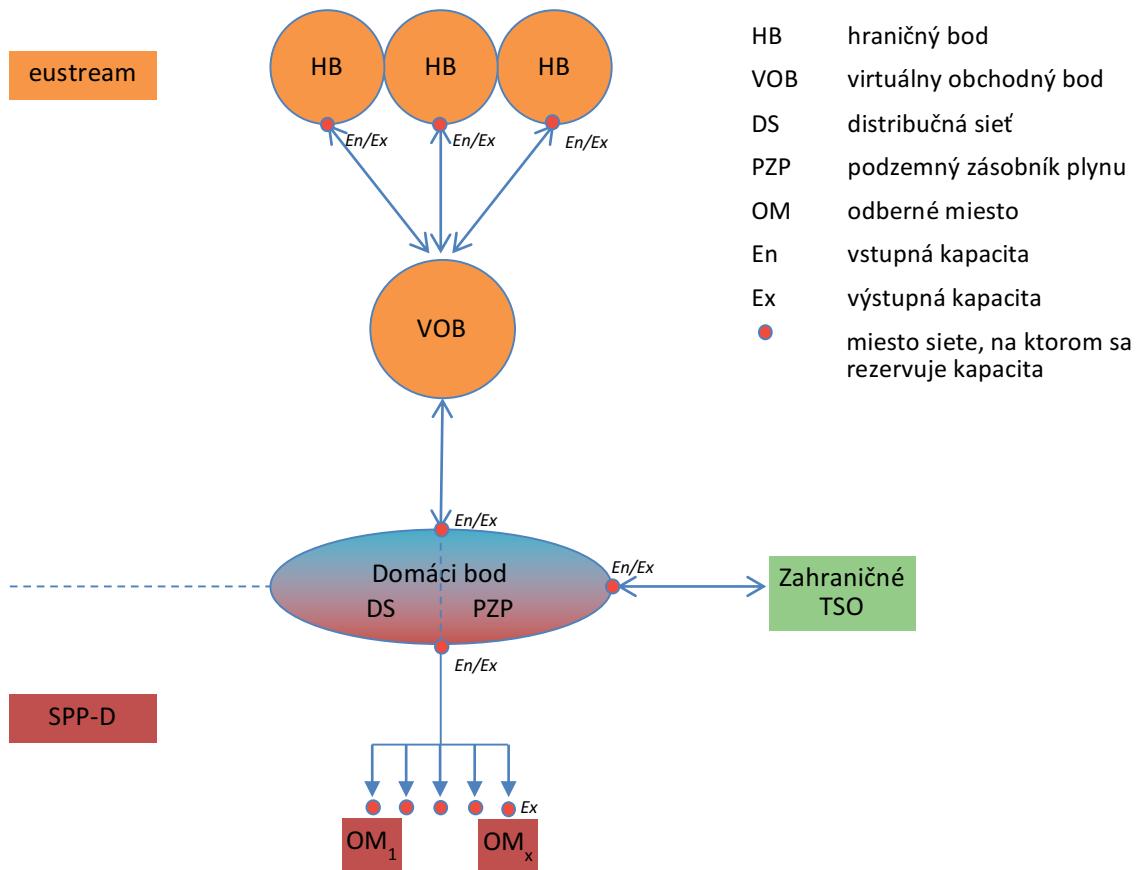 eustream
HB HB HB
En/Ex En/Ex En/Ex
VOB
En/Ex
Domáci bod
DS PZP
En/Ex
Zahraničné
TSO
En/Ex
SPP-D
Ex
OM1 OMx
HB hraničný bod
VOB virtuálny obchodný bod
DS distribučná sieť
PZP podzemný zásobník plynu
OM odberné miesto
En vstupná kapacita
Ex výstupná kapacita
miesto siete, na ktorom sa
rezervuje kapacita